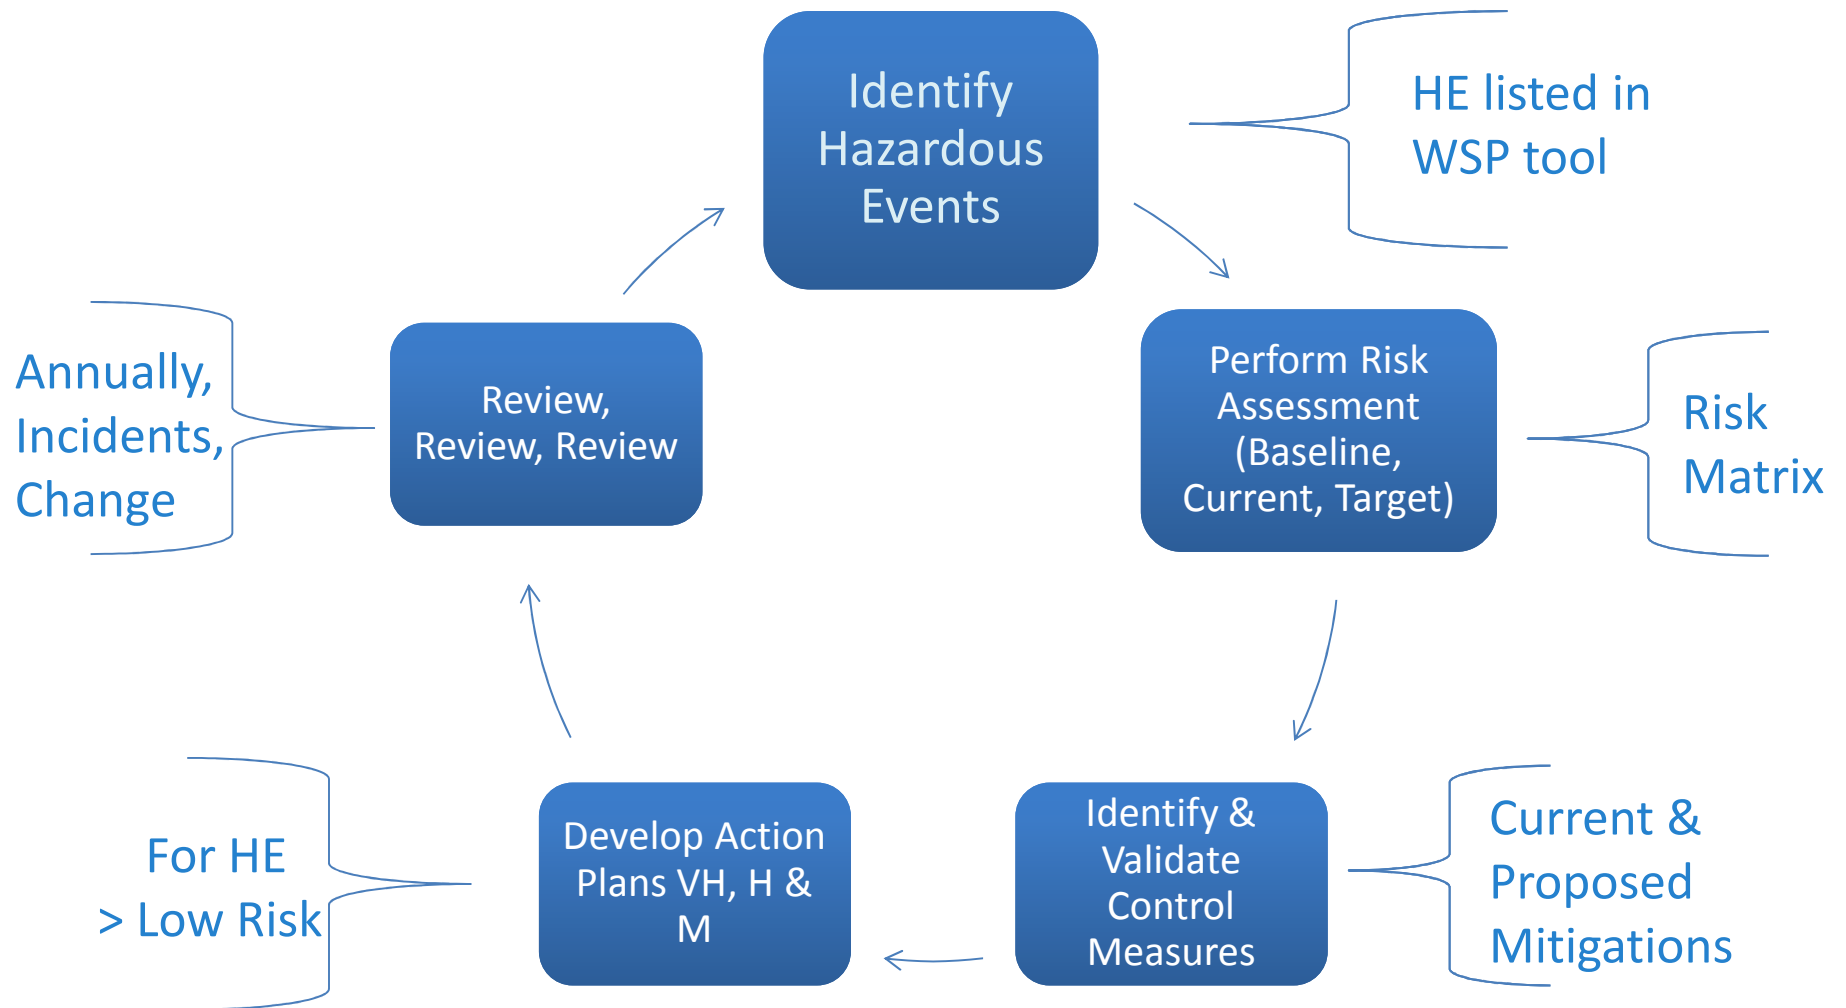 Identify
Hazardous
Events
HE listed in
WSP tool
Perform Risk
Assessment
(Baseline,
Current, Target)
Risk
Matrix
Identify &
Validate
Control
Measures
Current &
Proposed
Mitigations
Develop Action
Plans VH, H &
M
For HE
> Low Risk
Review,
Review, Review
Annually,
Incidents,
Change